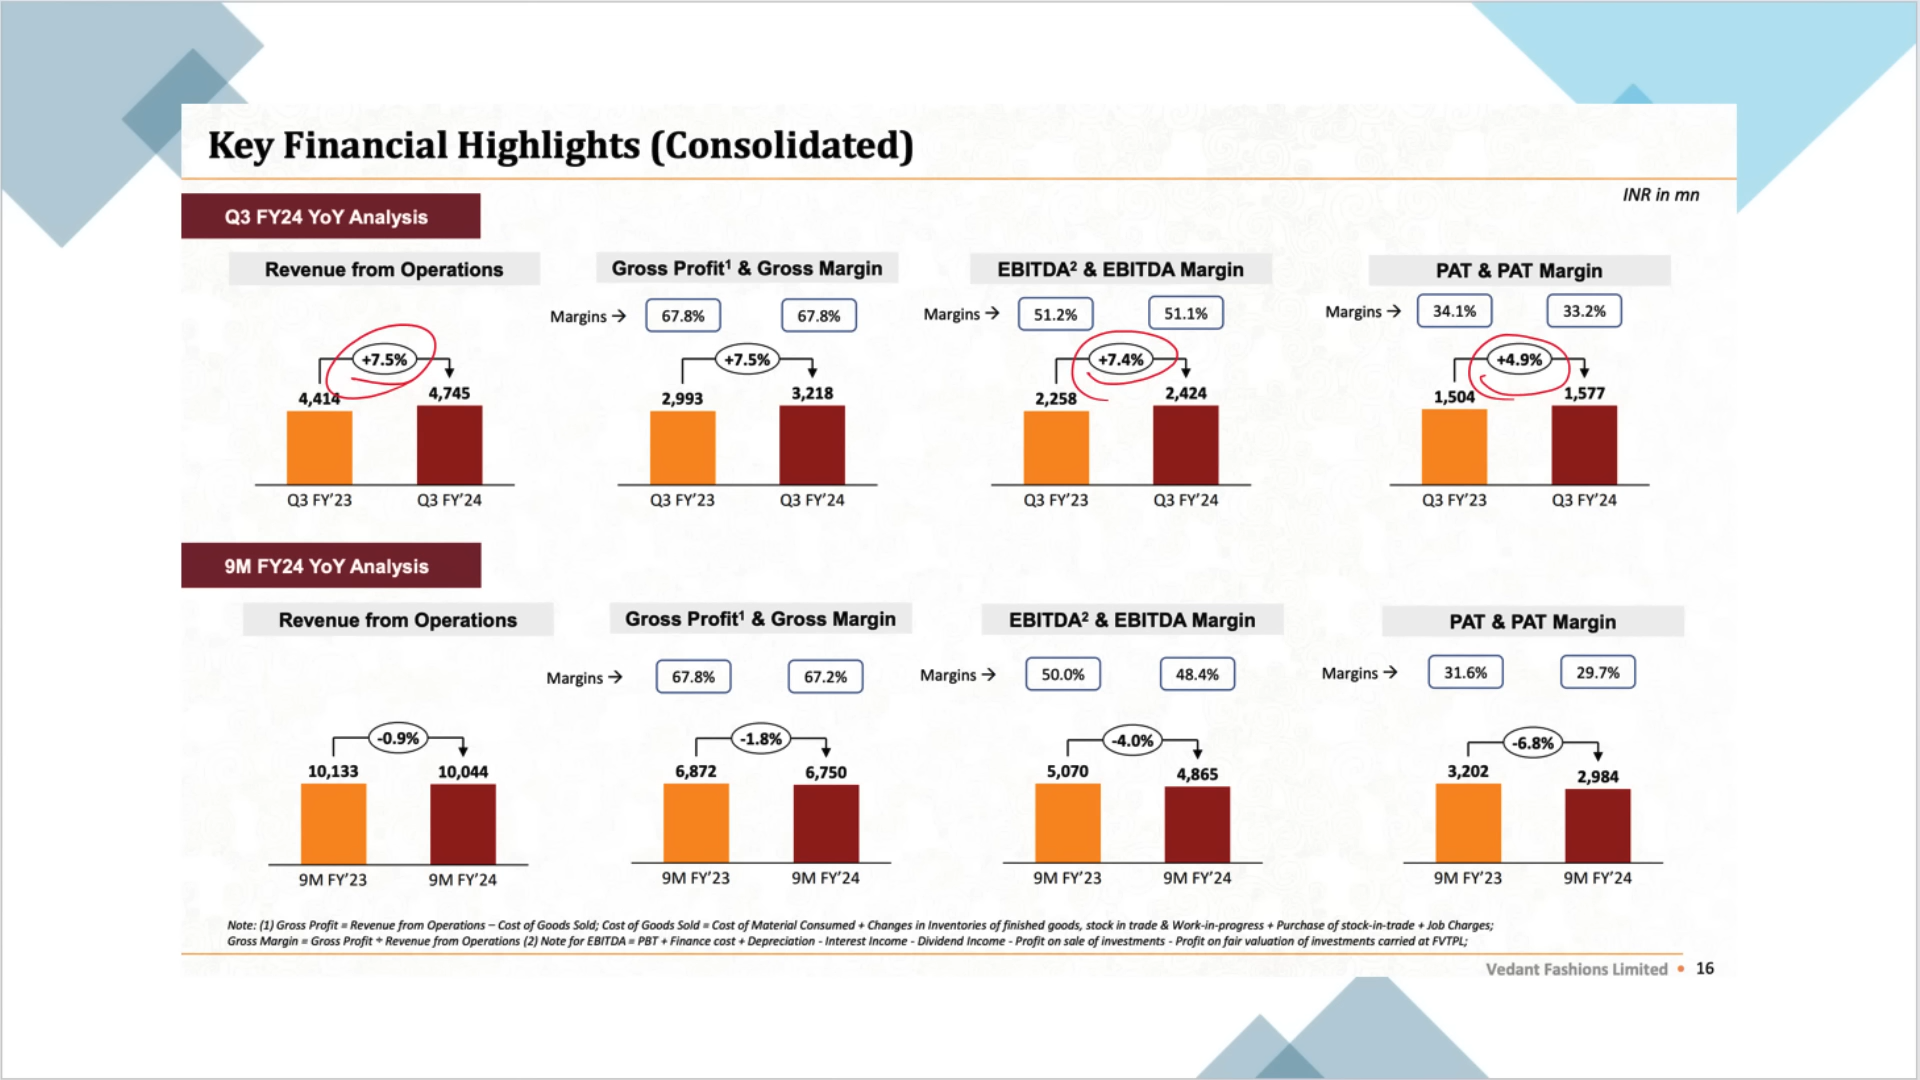 Key Financial Highlights (Consolidated)
INR in mn
Q3 FY24 YoY Analysis
Revenue from Operations
+7.5%
4,414
4,745
Q3 FY'23
Q3 FY'24
Gross Profit¹ & Gross Margin
Margins →
67.8%
67.8%
+7.5%
2,993
3,218
Q3 FY'23
Q3 FY'24
EBITDA² & EBITDA Margin
Margins →
51.2%
51.1%
+7.4%
2,258
2,424
Q3 FY'23
Q3 FY'24
PAT & PAT Margin
Margins →
34.1%
33.2%
+4.9%
1,504
1,577
Q3 FY'23
Q3 FY'24
9M FY24 YoY Analysis
Revenue from Operations
-0.9%
10,133
10,044
9M FY'23
9M FY'24
Gross Profit¹ & Gross Margin
Margins →
67.8%
67.2%
-1.8%
6,872
6,750
9M FY'23
9M FY'24
EBITDA² & EBITDA Margin
Margins →
50.0%
48.4%
-4.0%
5,070
4,865
9M FY'23
9M FY'24
PAT & PAT Margin
Margins →
31.6%
29.7%
-6.8%
3,202
2,984
9M FY'23
9M FY'24
Note: (1) Gross Profit = Revenue from Operations – Cost of Goods Sold; Cost of Goods Sold = Cost of Material Consumed + Changes in Inventories of finished goods, stock in trade & Work-in-progress + Purchase of stock-in-trade + Job Charges;
Gross Margin = Gross Profit ÷ Revenue from Operations (2) Note for EBITDA = PBT + Finance cost + Depreciation - Interest Income - Dividend Income - Profit on sale of investments - Profit on fair valuation of investments carried at FVTPL;
Vedant Fashions Limited • 16